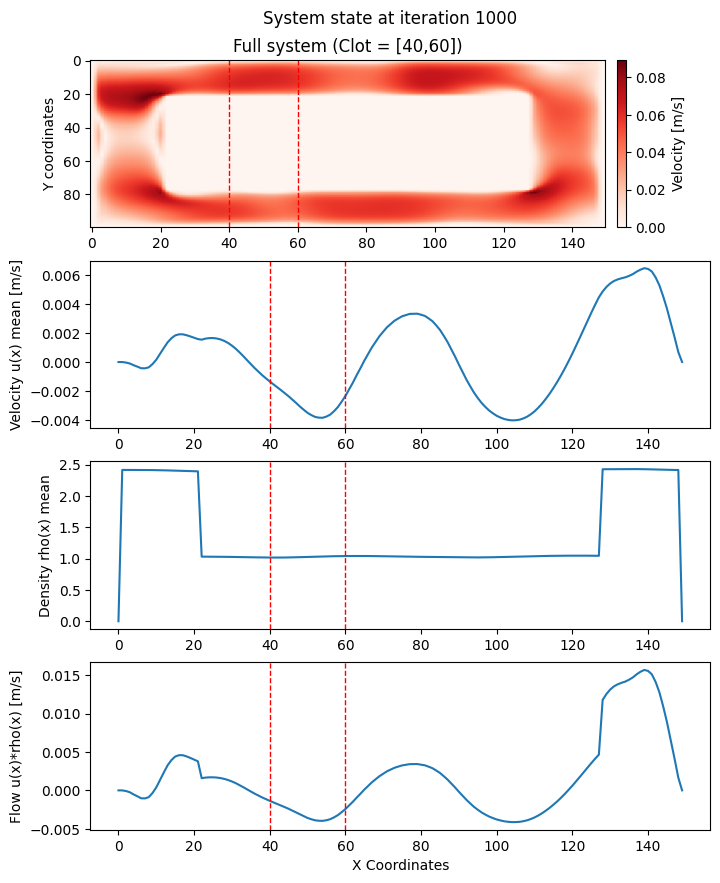 System state at iteration 1000
Full system (Clot = [40,60])
Y coordinates
0
20
40
60
80
0 20 40 60 80 100 120 140
0.08
0.06
0.04
0.02
0.00
Velocity [m/s]
Velocity u(x) mean [m/s]
0.006
0.004
0.002
0.000
−0.002
−0.004
0 20 40 60 80 100 120 140
Density rho(x) mean
2.5
2.0
1.5
1.0
0.5
0.0
0 20 40 60 80 100 120 140
Flow u(x)*rho(x) [m/s]
0.015
0.010
0.005
0.000
−0.005
0 20 40 60 80 100 120 140
X Coordinates